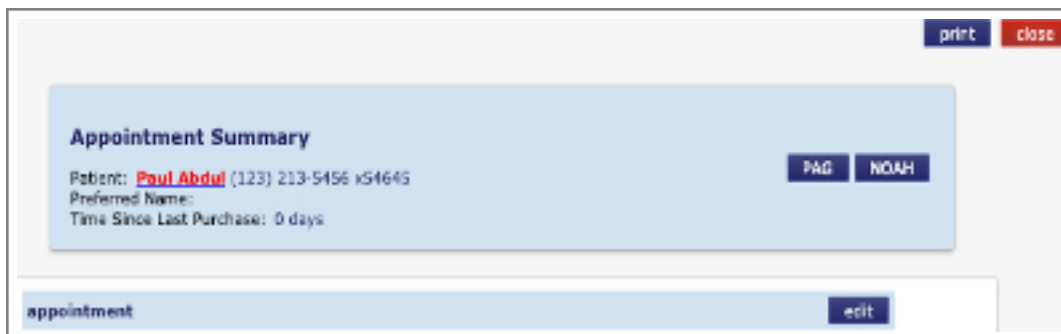 print close
Appointment Summary
PAG NOAH
Patient: Paul Abdul (123) 213-5456 x54645
Preferred Name:
Time Since Last Purchase: 0 days
appointment edit